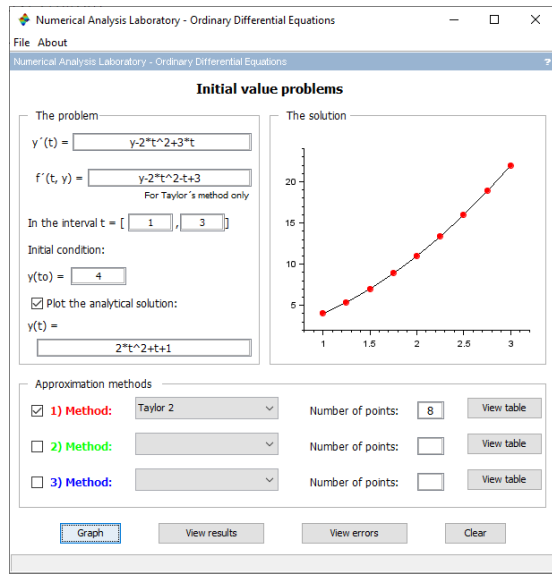 Numerical Analysis Laboratory - Ordinary Differential Equations
File About
Numerical Analysis Laboratory - Ordinary Differential Equations ?
Initial value problems
The problem
y´(t) = y-2*t^2+3*t
f´(t, y) = y-2*t^2-t+3
For Taylor´s method only
In the interval t = [ 1 , 3 ]
Initial condition:
y(to) = 4
Plot the analytical solution:
y(t) =
2*t^2+t+1
The solution
20
15
10
5
1 1.5 2 2.5 3
Approximation methods
1) Method: Taylor 2 Number of points: 8 View table
2) Method: Number of points: View table
3) Method: Number of points: View table
Graph View results View errors Clear